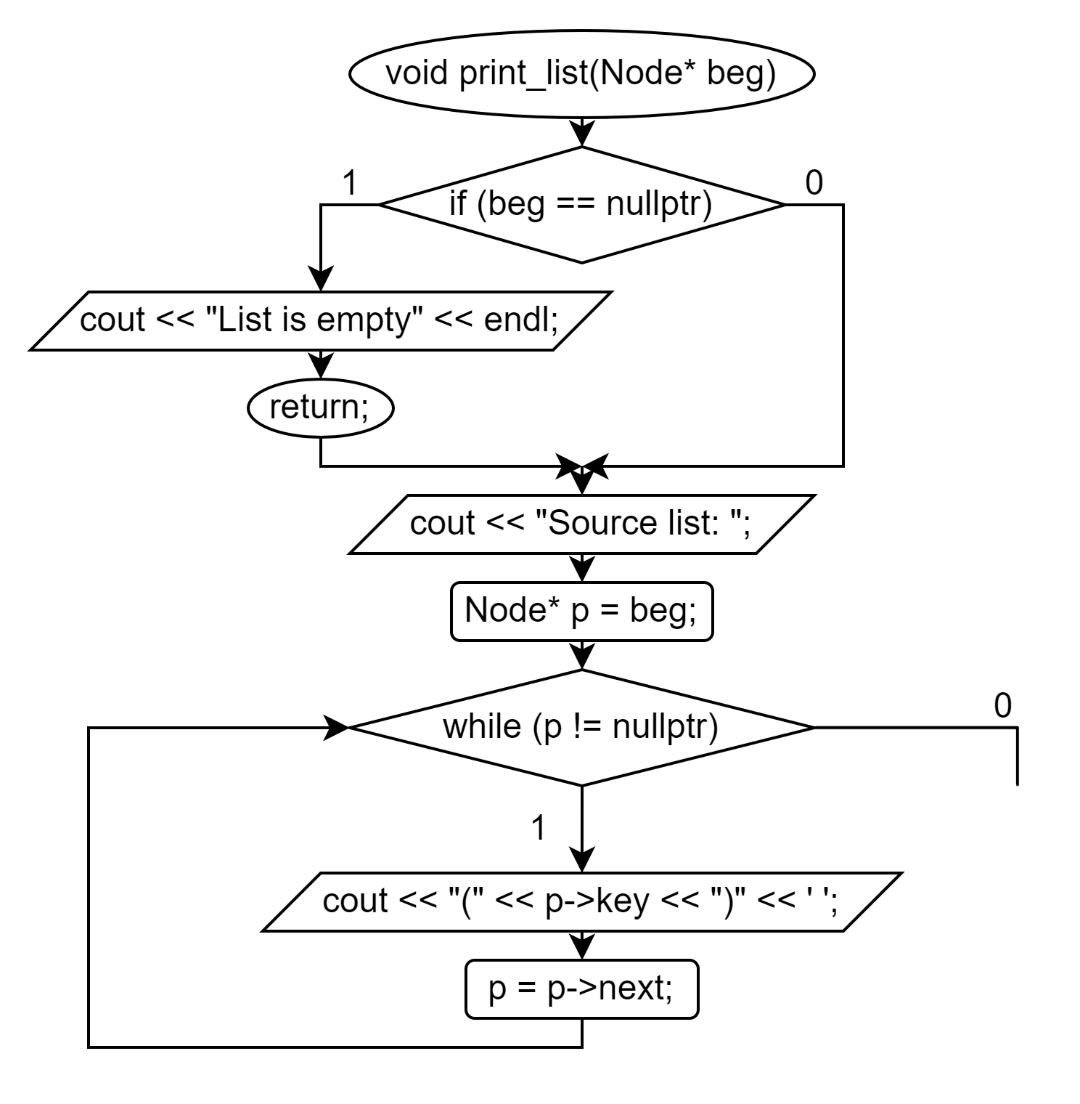 void print_list(Node* beg)
1
0
if (beg == nullptr)
cout << "List is empty" << endl;
return;
cout << "Source list: ";
Node* p = beg;
0
while (p != nullptr)
1
cout << "(" << p->key << ")" << ' ';
p = p->next;